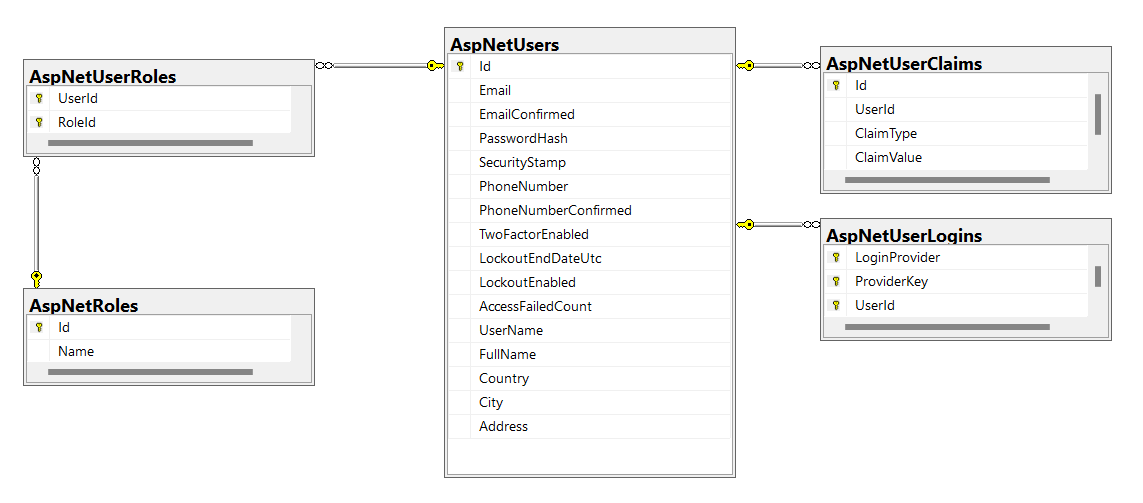 AspNetUserRoles
UserId
RoleId
AspNetRoles
Id
Name
AspNetUsers
Id
Email
EmailConfirmed
PasswordHash
SecurityStamp
PhoneNumber
PhoneNumberConfirmed
TwoFactorEnabled
LockoutEndDateUtc
LockoutEnabled
AccessFailedCount
UserName
FullName
Country
City
Address
AspNetUserClaims
Id
UserId
ClaimType
ClaimValue
AspNetUserLogins
LoginProvider
ProviderKey
UserId